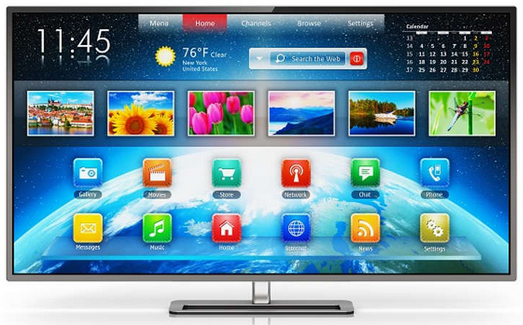 Menu Home Channels Browse Settings
11:45
76°F Clear
New York
United States
Search the Web
Calendar
Gallery Movies Store Network Chat Phone
Messages Music Home Internet News Settings